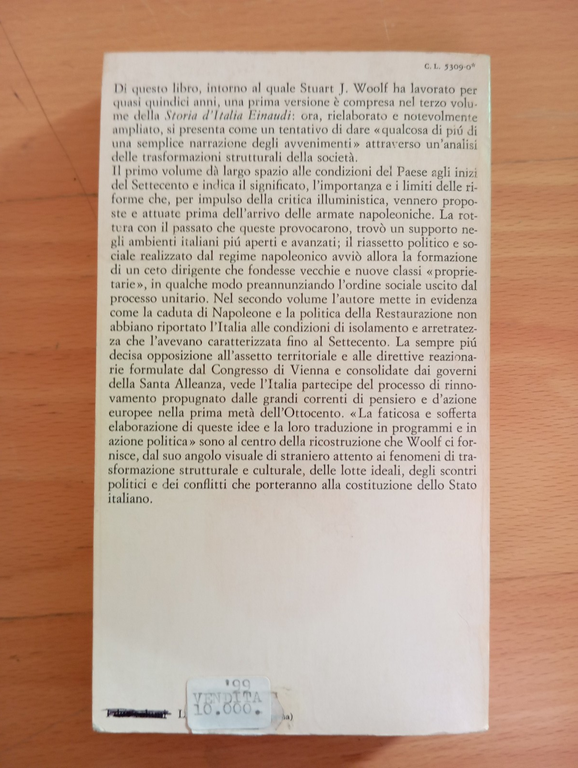 C. L. 5309-0*
Di questo libro, intorno al quale Stuart J. Woolf ha lavorato per
quasi quindici anni, una prima versione è compresa nel terzo volu-
me della Storia d'Italia Einaudi: ora, rielaborato e notevolmente
ampliato, si presenta come un tentativo di dare «qualcosa di piú di
una semplice narrazione degli avvenimenti» attraverso un'analisi
delle trasformazioni strutturali della società.
Il primo volume dà largo spazio alle condizioni del Paese agli inizi
del Settecento e indica il significato, l'importanza e i limiti delle ri-
forme che, per impulso della critica illuministica, vennero propo-
ste e attuate prima dell'arrivo delle armate napoleoniche. La rot-
tura con il passato che queste provocarono, trovò un supporto ne-
gli ambienti italiani piú aperti e avanzati; il riassetto politico e so-
ciale realizzato dal regime napoleonico avviò allora la formazione
di un ceto dirigente che fondesse vecchie e nuove classi «proprie-
tarie», in qualche modo preannunziando l'ordine sociale uscito dal
processo unitario. Nel secondo volume l'autore mette in evidenza
come la caduta di Napoleone e la politica della Restaurazione non
abbiano riportato l'Italia alle condizioni di isolamento e arretratez-
za che l'avevano caratterizzata fino al Settecento. La sempre piú
decisa opposizione all'assetto territoriale e alle direttive reaziona-
rie formulate dal Congresso di Vienna e consolidate dai governi
della Santa Alleanza, vede l'Italia partecipe del processo di rinno-
vamento propugnato dalle grandi correnti di pensiero e d'azione
europee nella prima metà dell'Ottocento. «La faticosa e sofferta
elaborazione di queste idee e la loro traduzione in programmi e in
azione politica» sono al centro della ricostruzione che Woolf ci for-
nisce, dal suo angolo visuale di straniero attento ai fenomeni di tra-
sformazione strutturale e culturale, delle lotte ideali, degli scontri
politici e dei conflitti che porteranno alla costituzione dello Stato
italiano.
'99
VENDITA
10.000.